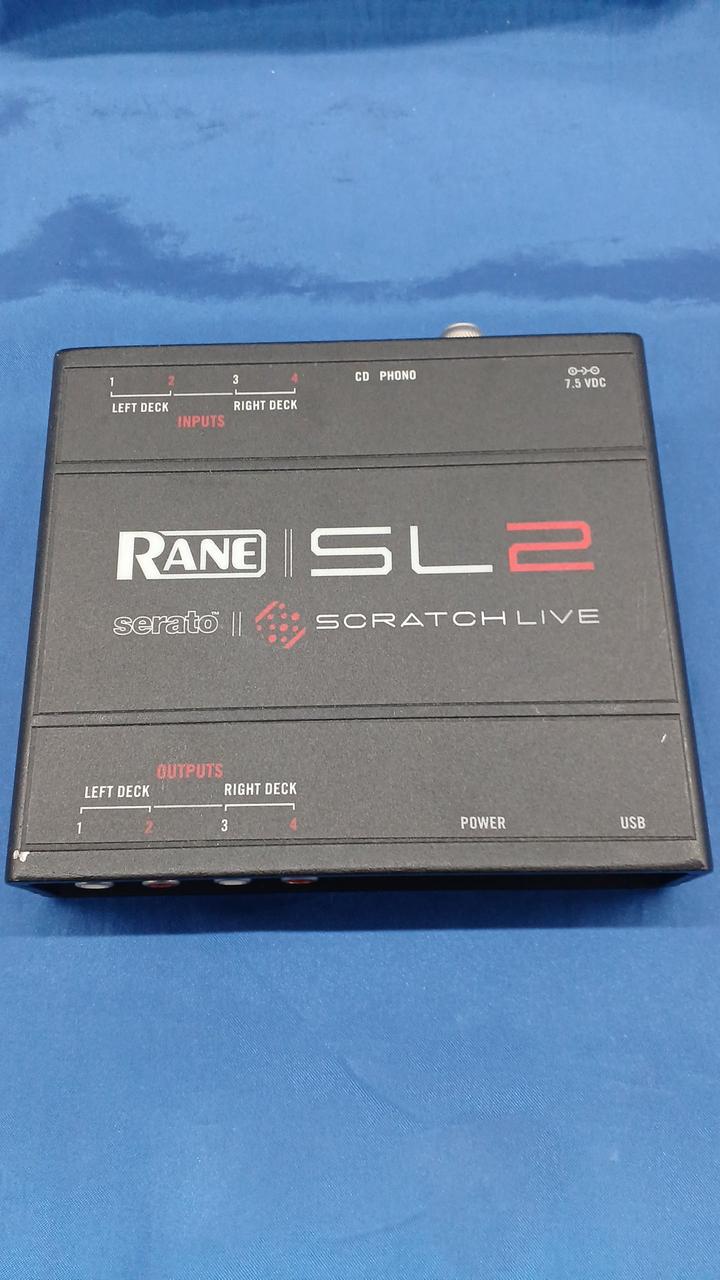 1 2 3 4 CD PHONO
LEFT DECK RIGHT DECK 7.5 VDC
INPUTS
RANE SL2
serato™ SCRATCH LIVE
OUTPUTS
LEFT DECK RIGHT DECK
1 2 3 4 POWER USB